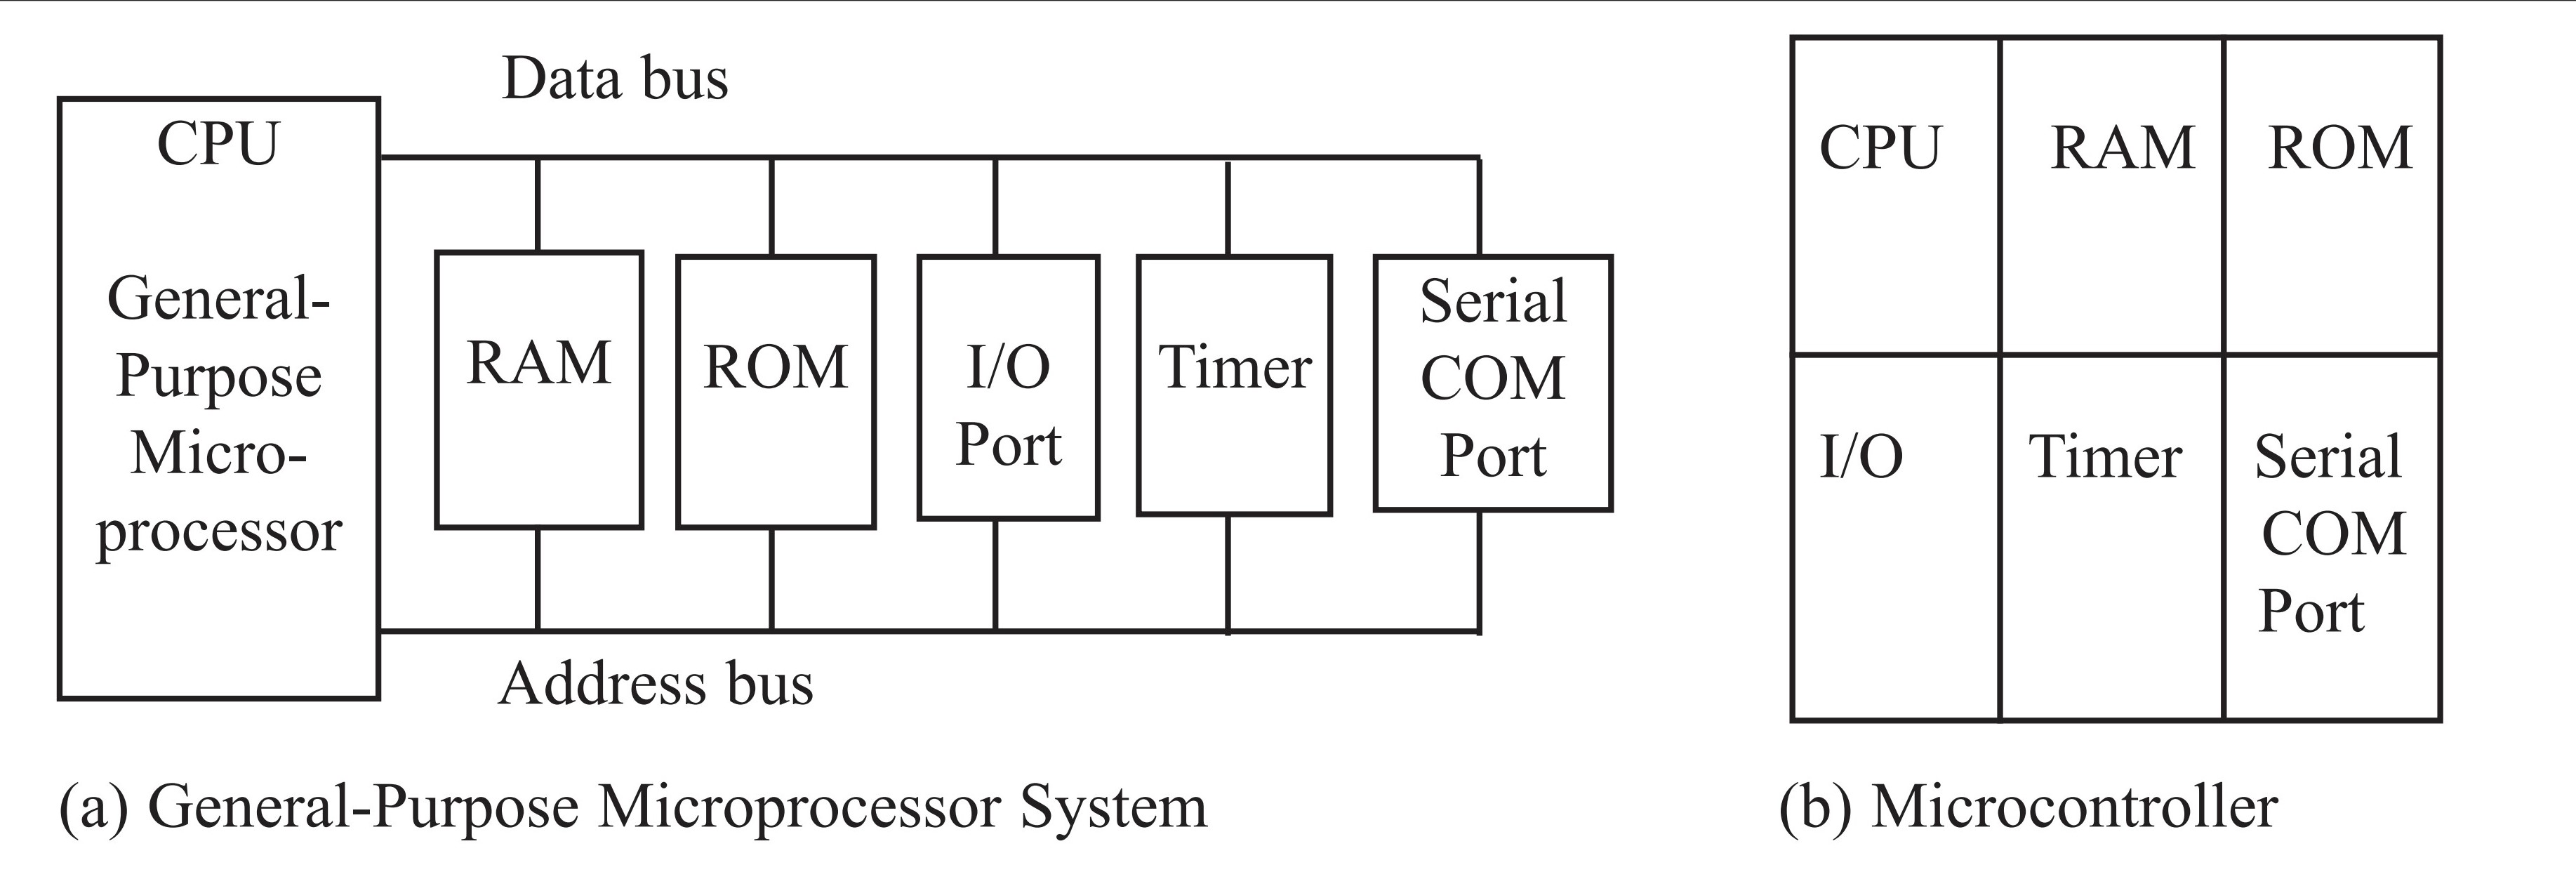 Data bus
CPU
General-
Purpose
Micro-
processor
RAM
ROM
I/O
Port
Timer
Serial
COM
Port
Address bus
(a) General-Purpose Microprocessor System
CPU
RAM
ROM
I/O
Timer
Serial
COM
Port
(b) Microcontroller